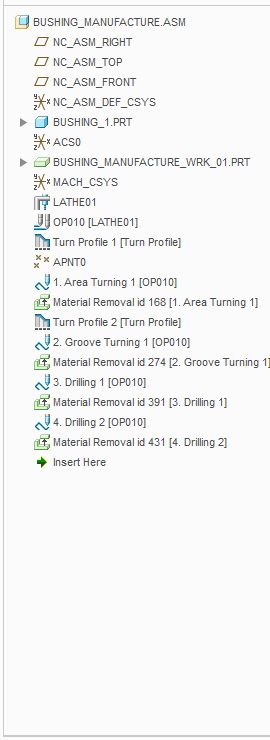 BUSHING_MANUFACTURE.ASM
NC_ASM_RIGHT
NC_ASM_TOP
NC_ASM_FRONT
NC_ASM_DEF_CSYS
BUSHING_1.PRT
ACS0
BUSHING_MANUFACTURE_WRK_01.PRT
MACH_CSYS
LATHE01
OP010 [LATHE01]
Turn Profile 1 [Turn Profile]
APNT0
1. Area Turning 1 [OP010]
Material Removal id 168 [1. Area Turning 1]
Turn Profile 2 [Turn Profile]
2. Groove Turning 1 [OP010]
Material Removal id 274 [2. Groove Turning 1]
3. Drilling 1 [OP010]
Material Removal id 391 [3. Drilling 1]
4. Drilling 2 [OP010]
Material Removal id 431 [4. Drilling 2]
Insert Here